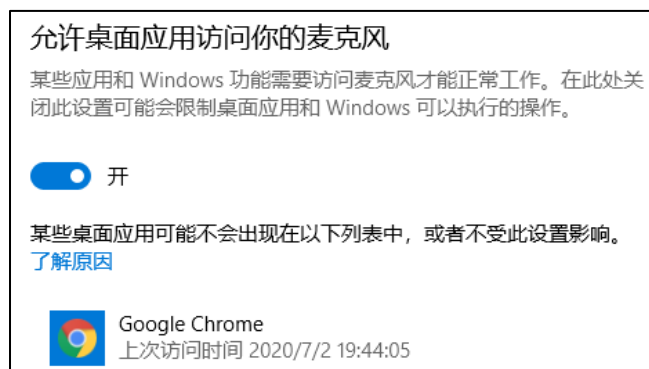 允许桌面应用访问你的麦克风
某些应用和 Windows 功能需要访问麦克风才能正常工作。在此处关
闭此设置可能会限制桌面应用和 Windows 可以执行的操作。
开
某些桌面应用可能不会出现在以下列表中，或者不受此设置影响。
了解原因
Google Chrome
上次访问时间 2020/7/2 19:44:05